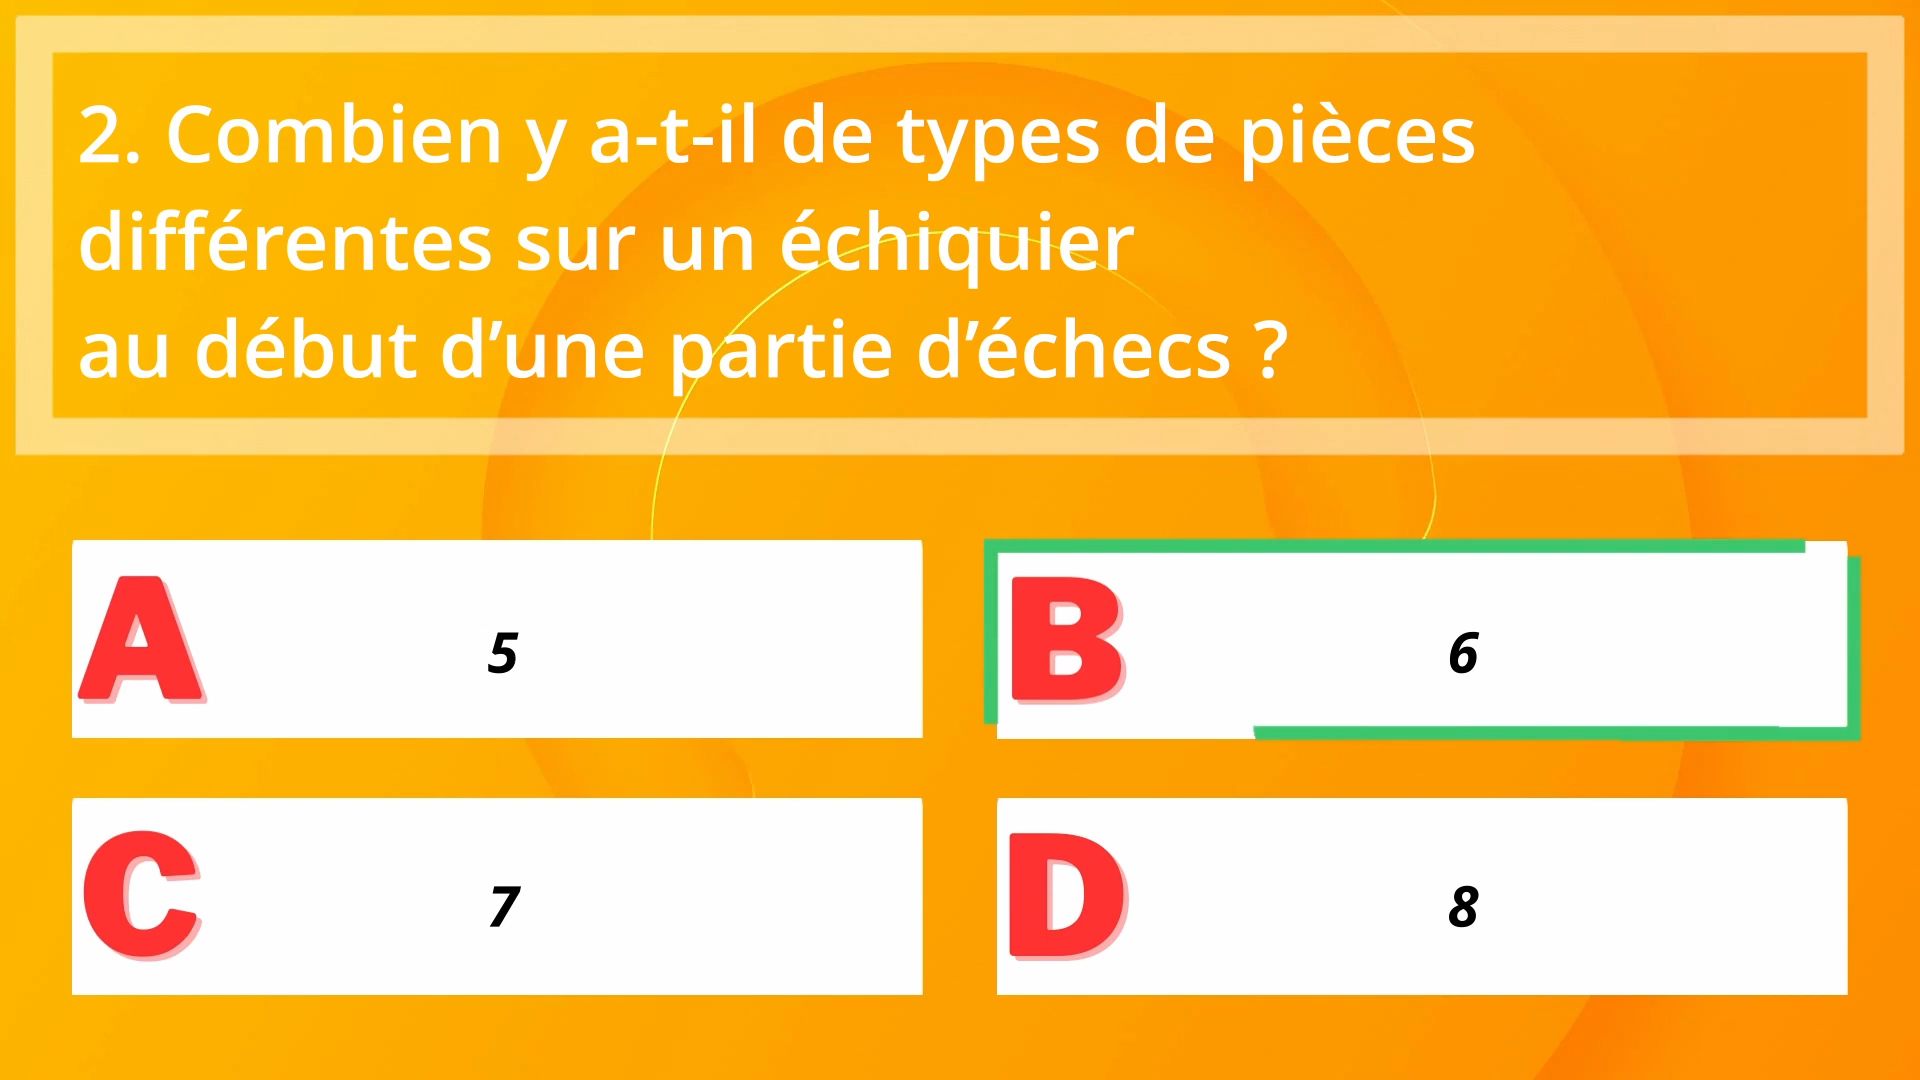 2. Combien y a-t-il de types de pièces
différentes sur un échiquier
au début d’une partie d’échecs ?
A 5
B 6
C 7
D 8